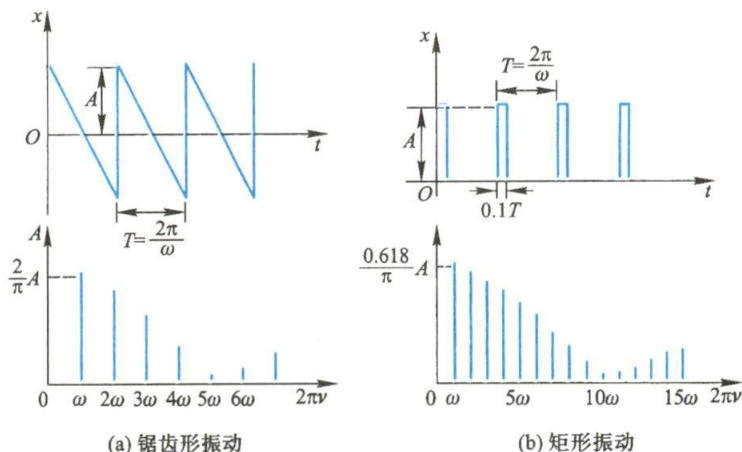 x
A
O
t
T=2π/ω
A
2/π A
0 ω 2ω 3ω 4ω 5ω 6ω 2πν
(a) 锯齿形振动
x
T=2π/ω
A
O
t
0.1T
A
0.618/π A
0 ω 5ω 10ω 15ω 2πν
(b) 矩形振动